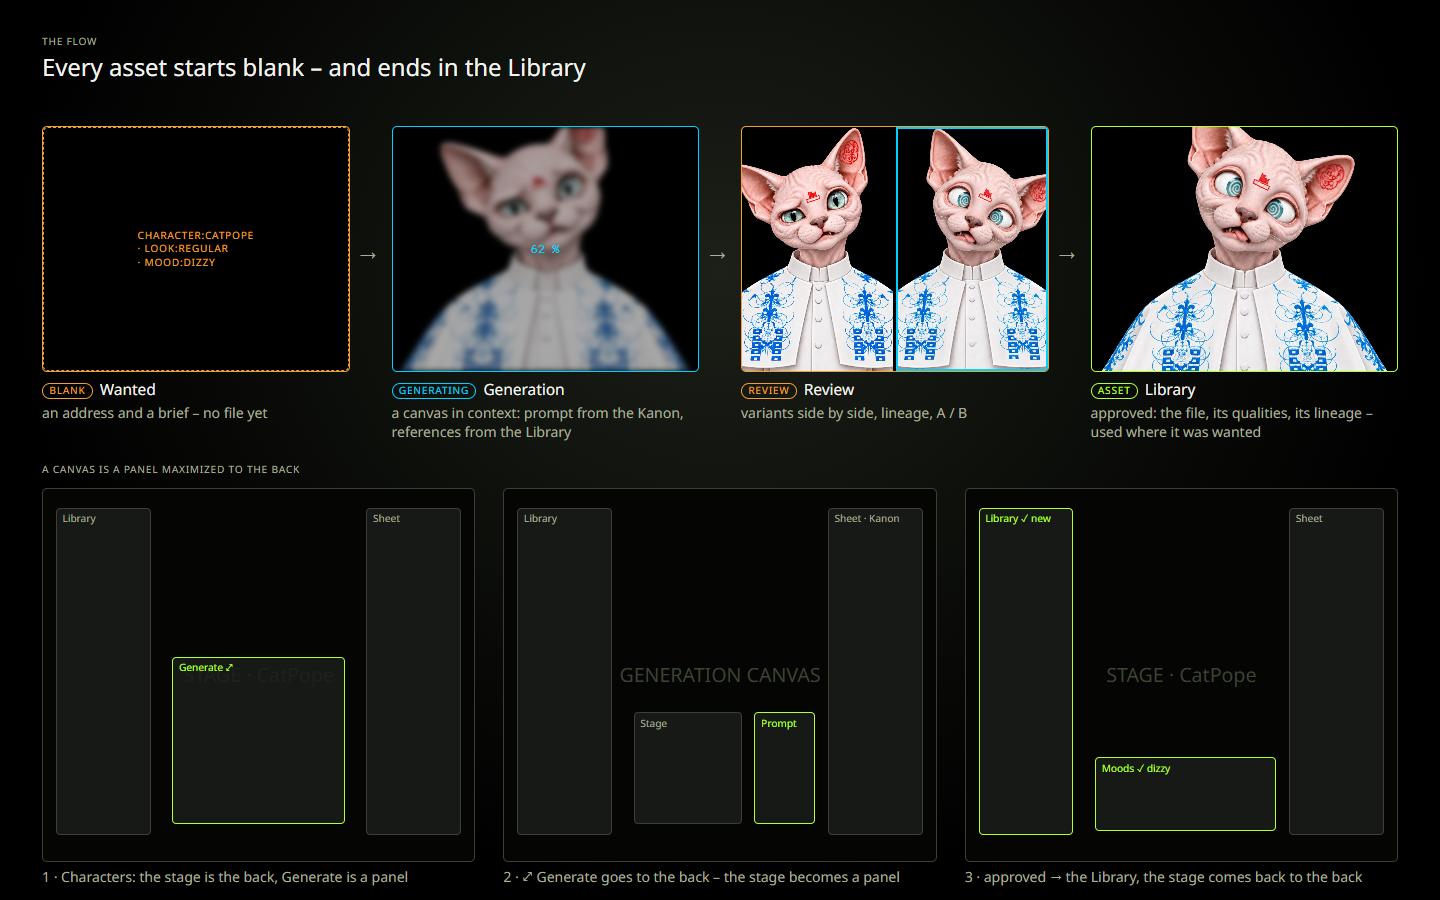 THE FLOW
Every asset starts blank – and ends in the Library
CHARACTER:CATPOPE
· LOOK:REGULAR
· MOOD:DIZZY
→
62 %
→
→
BLANK Wanted
an address and a brief – no file yet
GENERATING Generation
a canvas in context: prompt from the Kanon,
references from the Library
REVIEW Review
variants side by side, lineage, A / B
ASSET Library
approved: the file, its qualities, its lineage –
used where it was wanted
A CANVAS IS A PANEL MAXIMIZED TO THE BACK
Library
Sheet
Generate ⤢
STAGE · CatPope
1 · Characters: the stage is the back, Generate is a panel
Library
Sheet · Kanon
GENERATION CANVAS
Stage
Prompt
2 · ⤢ Generate goes to the back – the stage becomes a panel
Library ✓ new
Sheet
STAGE · CatPope
Moods ✓ dizzy
3 · approved → the Library, the stage comes back to the back